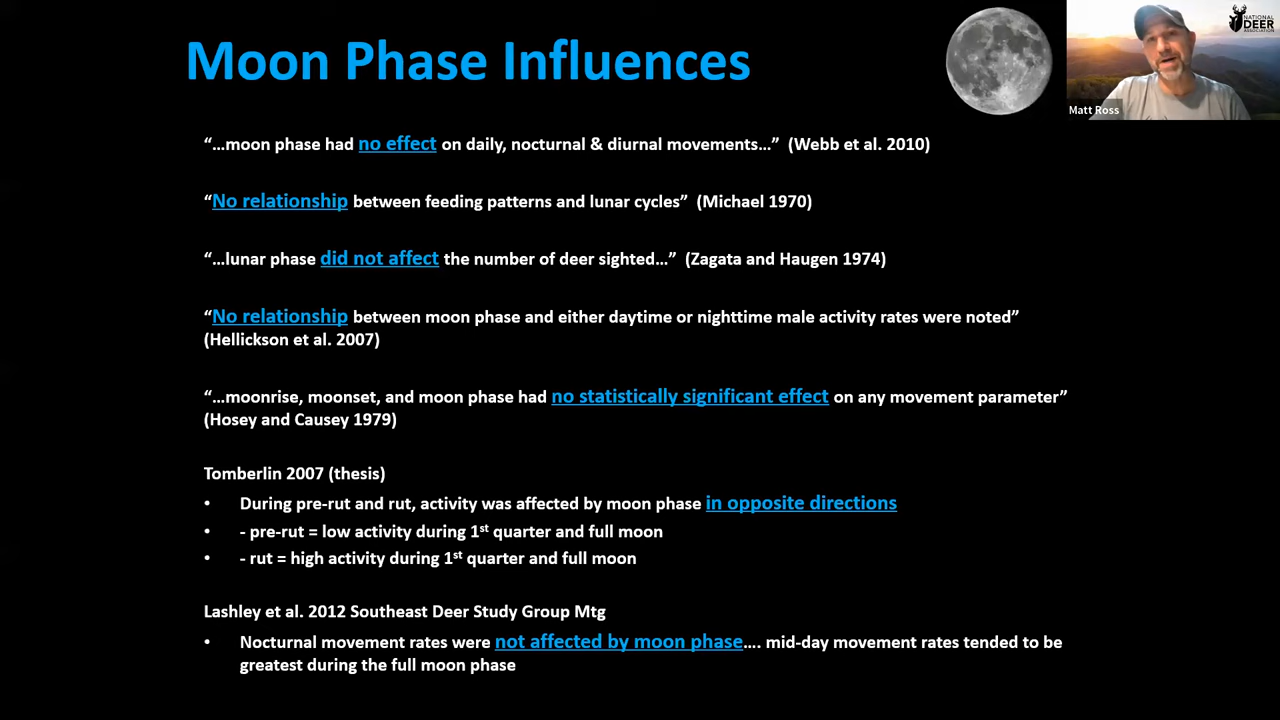 Moon Phase Influences
NATIONAL
DEER
ASSOCIATION
Matt Ross
“...moon phase had no effect on daily, nocturnal & diurnal movements...” (Webb et al. 2010)
“No relationship between feeding patterns and lunar cycles” (Michael 1970)
“...lunar phase did not affect the number of deer sighted...” (Zagata and Haugen 1974)
“No relationship between moon phase and either daytime or nighttime male activity rates were noted”
(Hellickson et al. 2007)
“...moonrise, moonset, and moon phase had no statistically significant effect on any movement parameter”
(Hosey and Causey 1979)
Tomberlin 2007 (thesis)
• During pre-rut and rut, activity was affected by moon phase in opposite directions
• - pre-rut = low activity during 1st quarter and full moon
• - rut = high activity during 1st quarter and full moon
Lashley et al. 2012 Southeast Deer Study Group Mtg
• Nocturnal movement rates were not affected by moon phase.... mid-day movement rates tended to be
greatest during the full moon phase